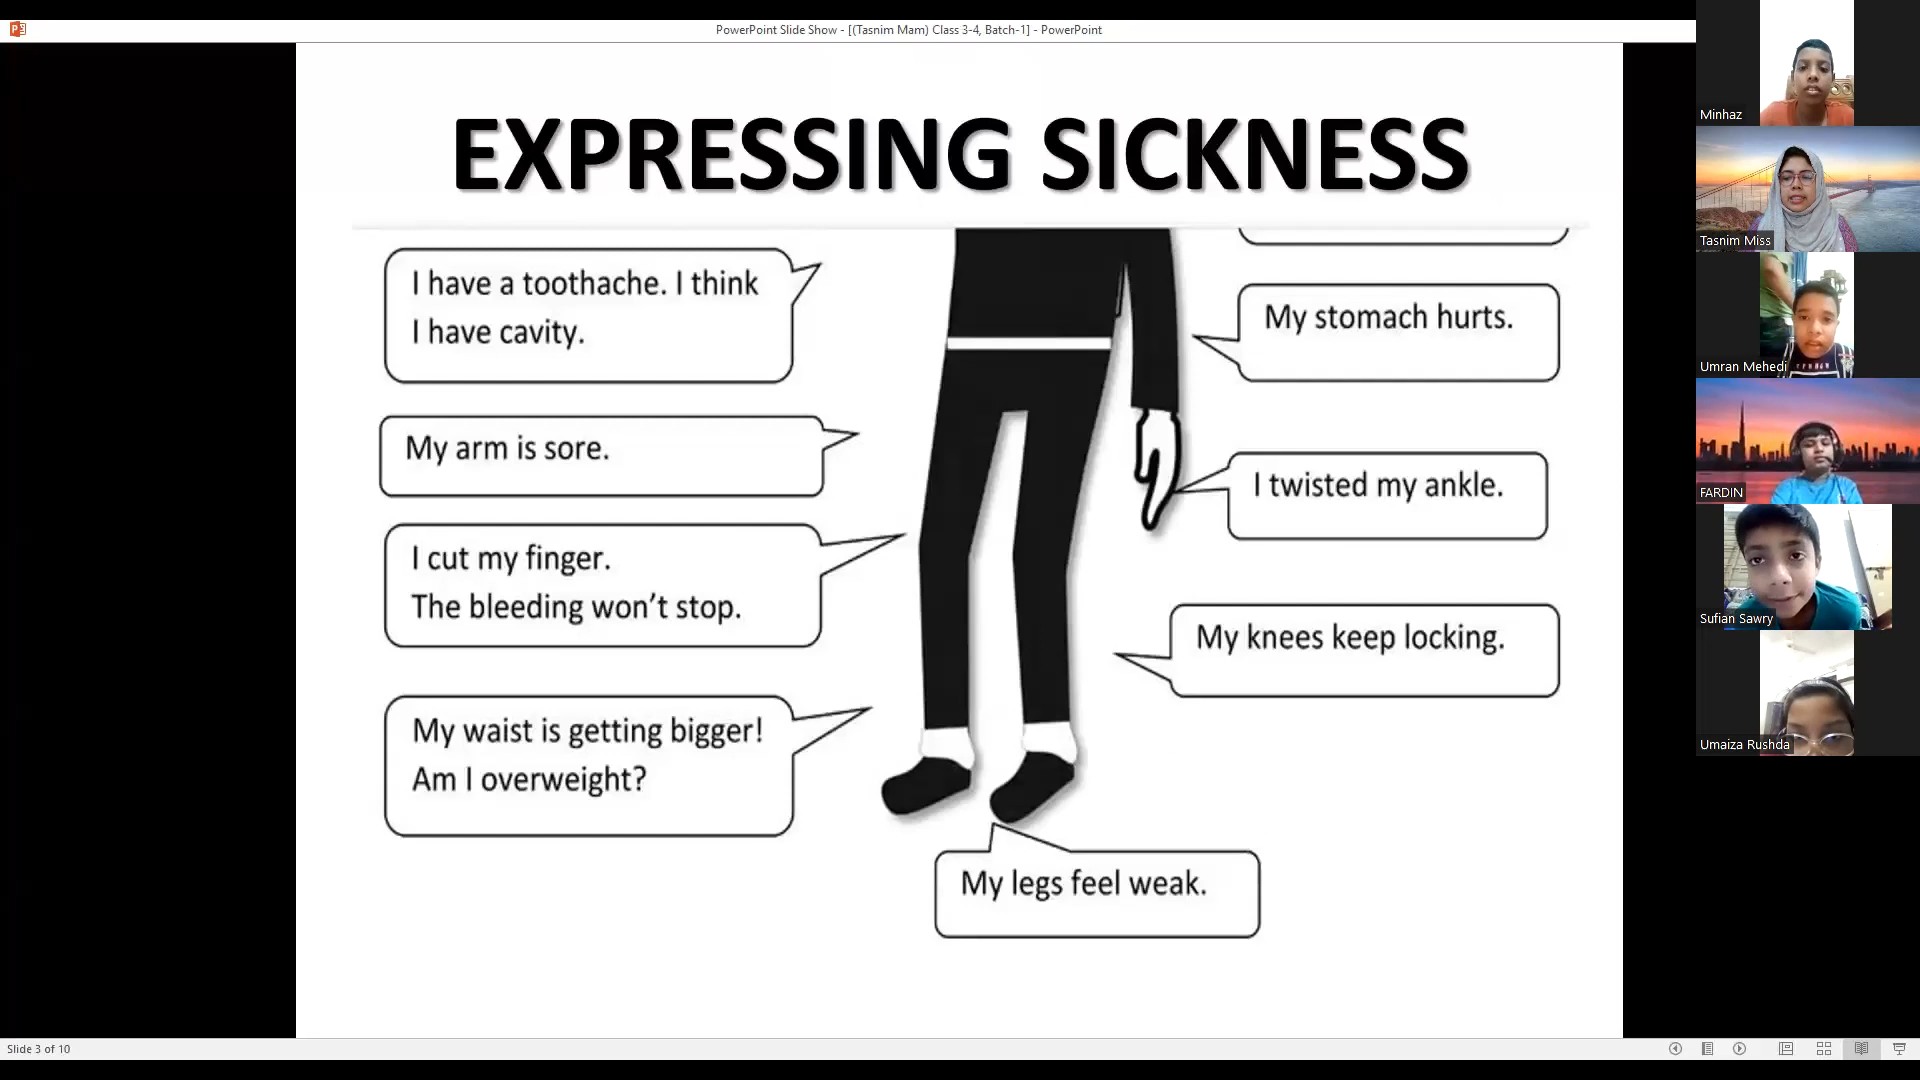 PowerPoint Slide Show - [(Tasnim Mam) Class 3-4, Batch-1] - PowerPoint
EXPRESSING SICKNESS
I have a toothache. I think
I have cavity.
My arm is sore.
I cut my finger.
The bleeding won't stop.
My waist is getting bigger!
Am I overweight?
My stomach hurts.
I twisted my ankle.
My knees keep locking.
My legs feel weak.
Minhaz
Tasnim Miss
Umran Mehedi
FARDIN
Sufian Sawry
Umaiza Rushda
Slide 3 of 10